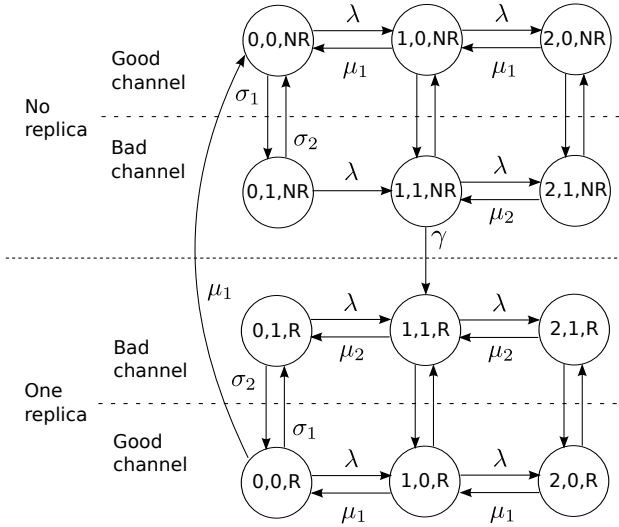 λ λ
0,0,NR 1,0,NR 2,0,NR
μ1 μ1
Good
channel
σ1
No
replica
σ2
Bad
channel
λ λ
0,1,NR 1,1,NR 2,1,NR
μ2
γ
μ1
λ λ
0,1,R 1,1,R 2,1,R
μ2 μ2
Bad
channel
σ2
One
replica
σ1
Good
channel
λ λ
0,0,R 1,0,R 2,0,R
μ1 μ1